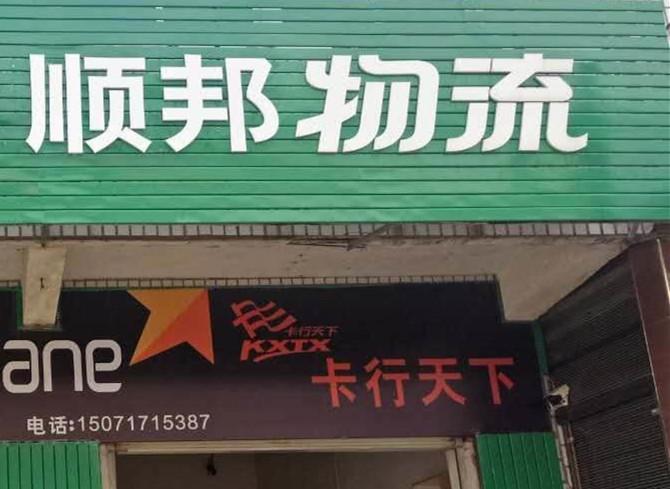 顺邦物流
ane
卡行天下
KXTX
卡行天下
电话:15071715387